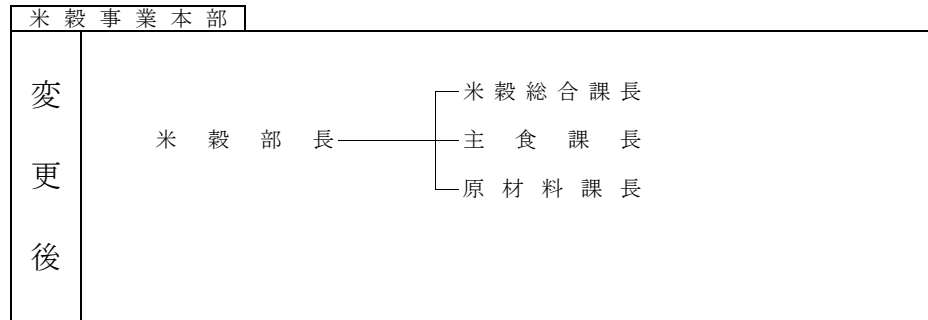 米穀事業本部
変更後
米穀総合課長
米穀部長
主食課長
原材料課長